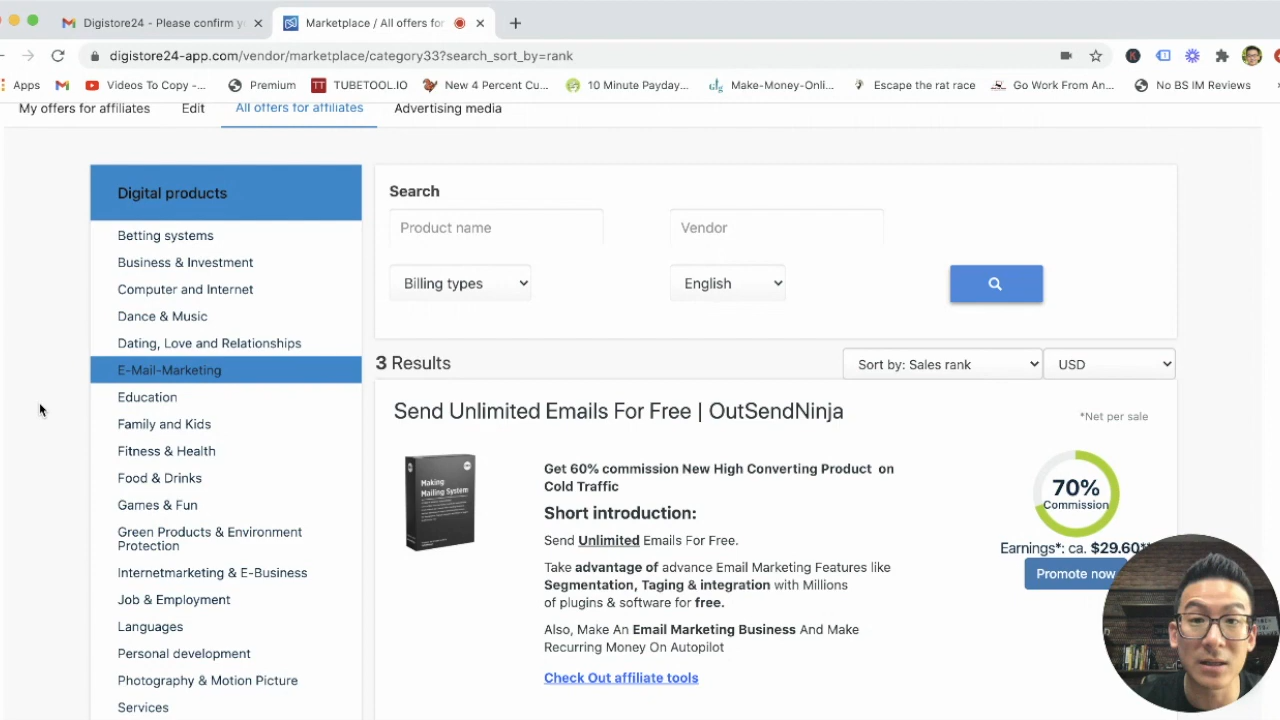 Digistore24 - Please confirm y
Marketplace / All offers for
digistore24-app.com/vendor/marketplace/category33?search_sort_by=rank
Apps
Videos To Copy -...
Premium
TUBETOOL.IO
New 4 Percent Cu...
10 Minute Payday...
Make-Money-Onli...
Escape the rat race
Go Work From An...
No BS IM Reviews
My offers for affiliates
Edit
All offers for affiliates
Advertising media
Digital products
Betting systems
Business & Investment
Computer and Internet
Dance & Music
Dating, Love and Relationships
E-Mail-Marketing
Education
Family and Kids
Fitness & Health
Food & Drinks
Games & Fun
Green Products & Environment
Protection
Internetmarketing & E-Business
Job & Employment
Languages
Personal development
Photography & Motion Picture
Services
Search
Product name
Vendor
Billing types
English
3 Results
Sort by: Sales rank
USD
Send Unlimited Emails For Free | OutSendNinja
*Net per sale
Making
Mailing System
Get 60% commission New High Converting Product on
Cold Traffic
Short introduction:
Send Unlimited Emails For Free.
Take advantage of advance Email Marketing Features like
Segmentation, Taging & integration with Millions
of plugins & software for free.
Also, Make An Email Marketing Business And Make
Recurring Money On Autopilot
Check Out affiliate tools
70%
Commission
Earnings*: ca. $29.60*
Promote now